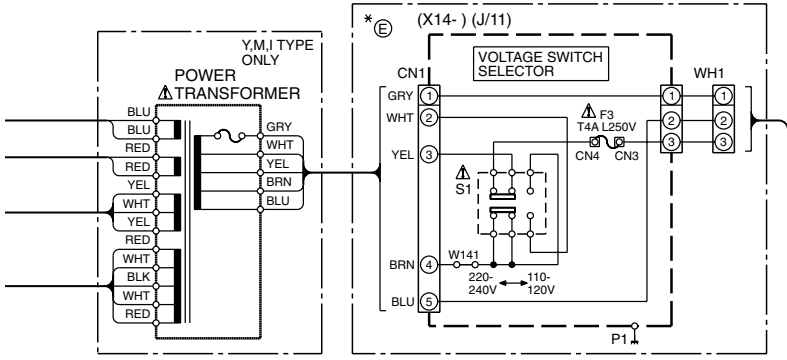 * E (X14- ) (J/11)
Y,M,I TYPE
ONLY
POWER
TRANSFORMER
BLU
BLU
RED
RED
YEL
WHT
YEL
RED
WHT
BLK
WHT
RED
GRY
WHT
YEL
BRN
BLU
VOLTAGE SWITCH
SELECTOR
CN1
WH1
GRY 1
WHT 2
YEL 3
BRN 4
BLU 5
F3
T4A L250V
CN4 CN3
S1
W141
220-
240V
110-
120V
1 1
2 2
3 3
P1